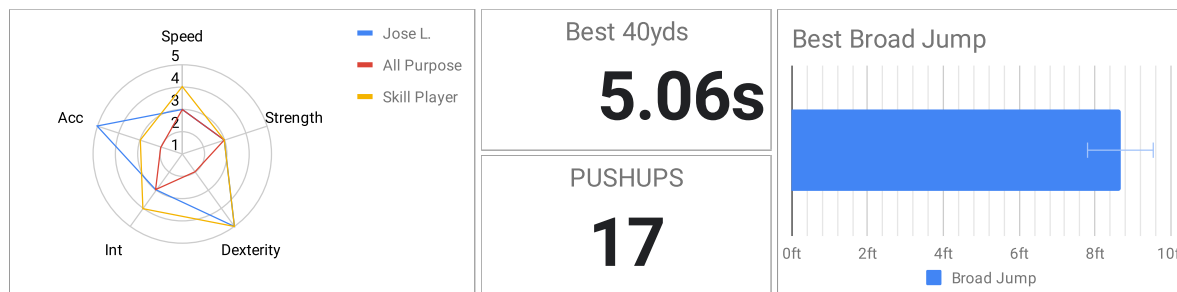 Speed
5
4
3
2
1
Acc
Strength
Int
Dexterity
Jose L.
All Purpose
Skill Player
Best 40yds
5.06s
PUSHUPS
17
Best Broad Jump
0ft 2ft 4ft 6ft 8ft
Broad Jump